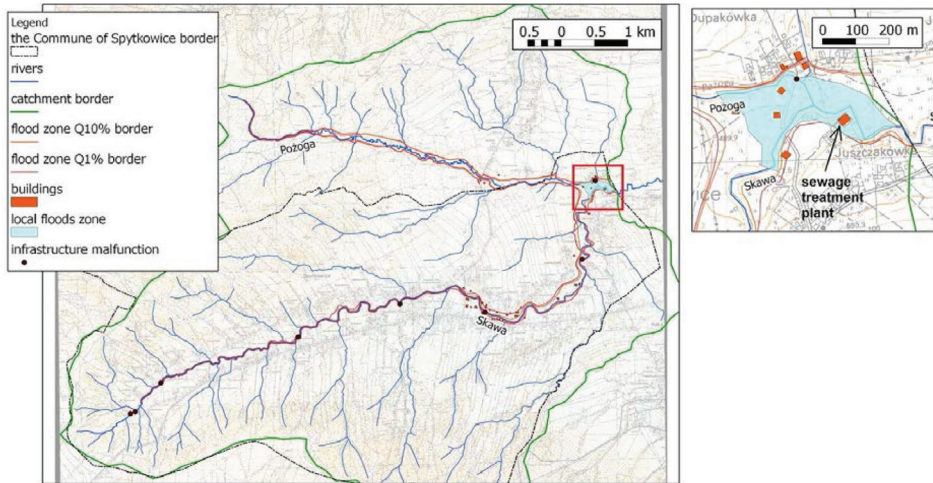 Legend
the Commune of Spytkowice border
rivers
catchment border
flood zone Q10% border
flood zone Q1% border
buildings
local floods zone
infrastructure malfunction
0.5 0 0.5 1 km
Pożoga
Skawa
0 100 200 m
Dupakówka
Pożoga
Juszczakówka
Skawa
sewage
treatment
plant